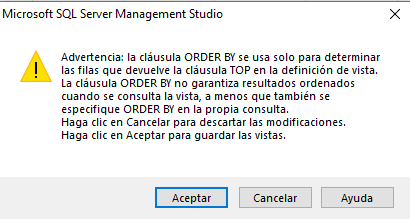 Microsoft SQL Server Management Studio
Advertencia: la cláusula ORDER BY se usa solo para determinar
las filas que devuelve la cláusula TOP en la definición de vista.
La cláusula ORDER BY no garantiza resultados ordenados
cuando se consulta la vista, a menos que también se
especifique ORDER BY en la propia consulta.
Haga clic en Cancelar para descartar las modificaciones.
Haga clic en Aceptar para guardar las vistas.
Aceptar Cancelar Ayuda